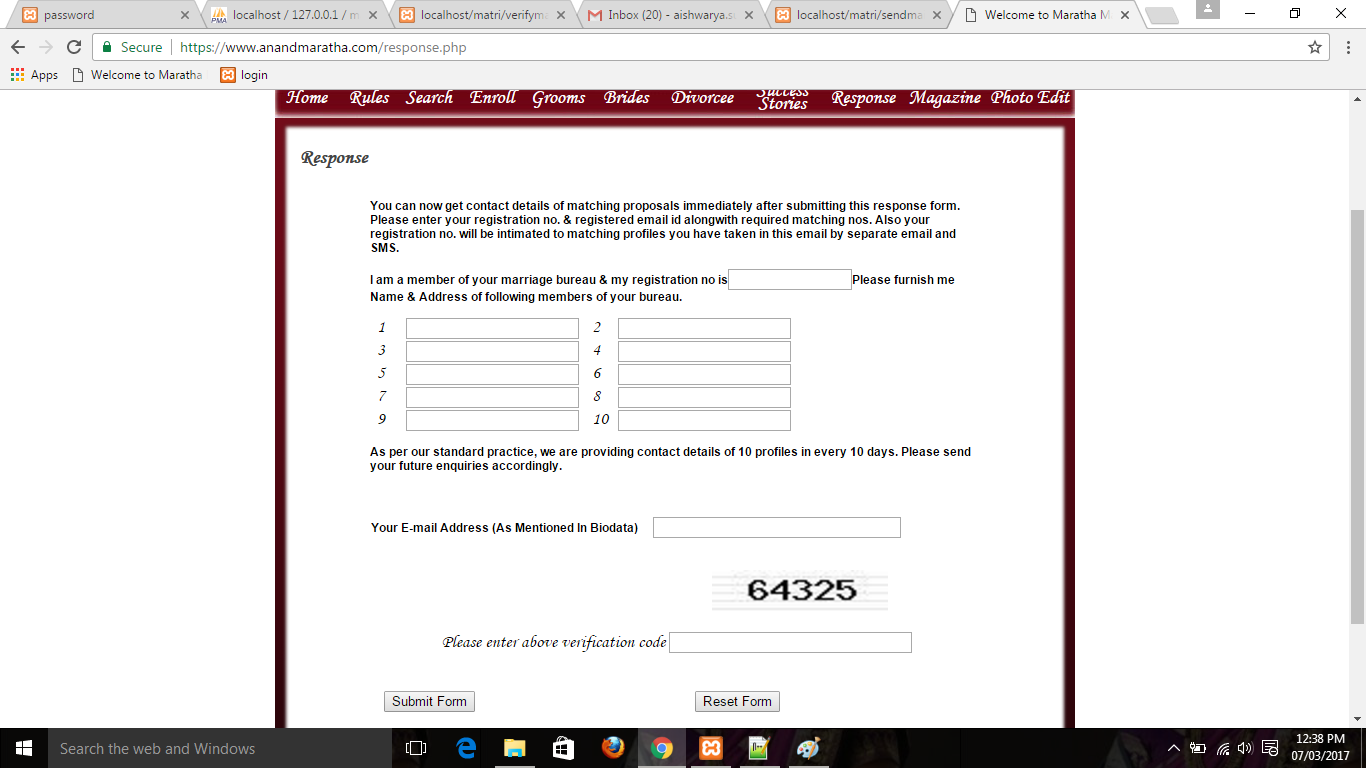 password
localhost / 127.0.0.1 / m
localhost/matri/verifyma
Inbox (20) - aishwarya.s
localhost/matri/sendma
Welcome to Maratha M
Secure https://www.anandmaratha.com/response.php
Apps Welcome to Maratha login
Home Rules Search Enroll Grooms Brides Divorcee Success Stories Response Magazine Photo Edit
Response
You can now get contact details of matching proposals immediately after submitting this response form.
Please enter your registration no. & registered email id alongwith required matching nos. Also your
registration no. will be intimated to matching profiles you have taken in this email by separate email and
SMS.
I am a member of your marriage bureau & my registration no is Please furnish me
Name & Address of following members of your bureau.
1 2
3 4
5 6
7 8
9 10
As per our standard practice, we are providing contact details of 10 profiles in every 10 days. Please send
your future enquiries accordingly.
Your E-mail Address (As Mentioned In Biodata)
64325
Please enter above verification code
Submit Form Reset Form
Search the web and Windows
12:38 PM
07/03/2017